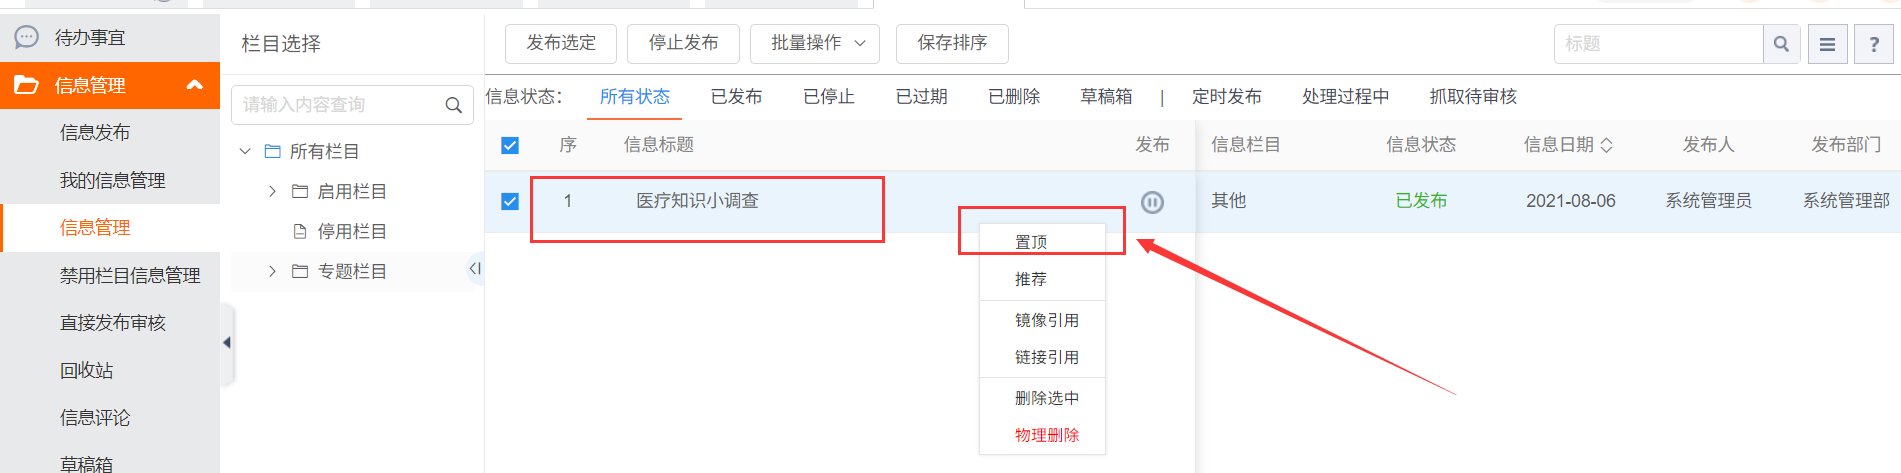 待办事宜
信息管理
信息发布
我的信息管理
信息管理
禁用栏目信息管理
直接发布审核
回收站
信息评论
草稿箱
栏目选择
请输入内容查询
所有栏目
启用栏目
停用栏目
专题栏目
发布选定 停止发布 批量操作 保存排序 标题 ?
信息状态： 所有状态 已发布 已停止 已过期 已删除 草稿箱 | 定时发布 处理过程中 抓取待审核
序 信息标题 发布 信息栏目 信息状态 信息日期 发布人 发布部门
1 医疗知识小调查 其他 已发布 2021-08-06 系统管理员 系统管理部
置顶
推荐
镜像引用
链接引用
删除选中
物理删除